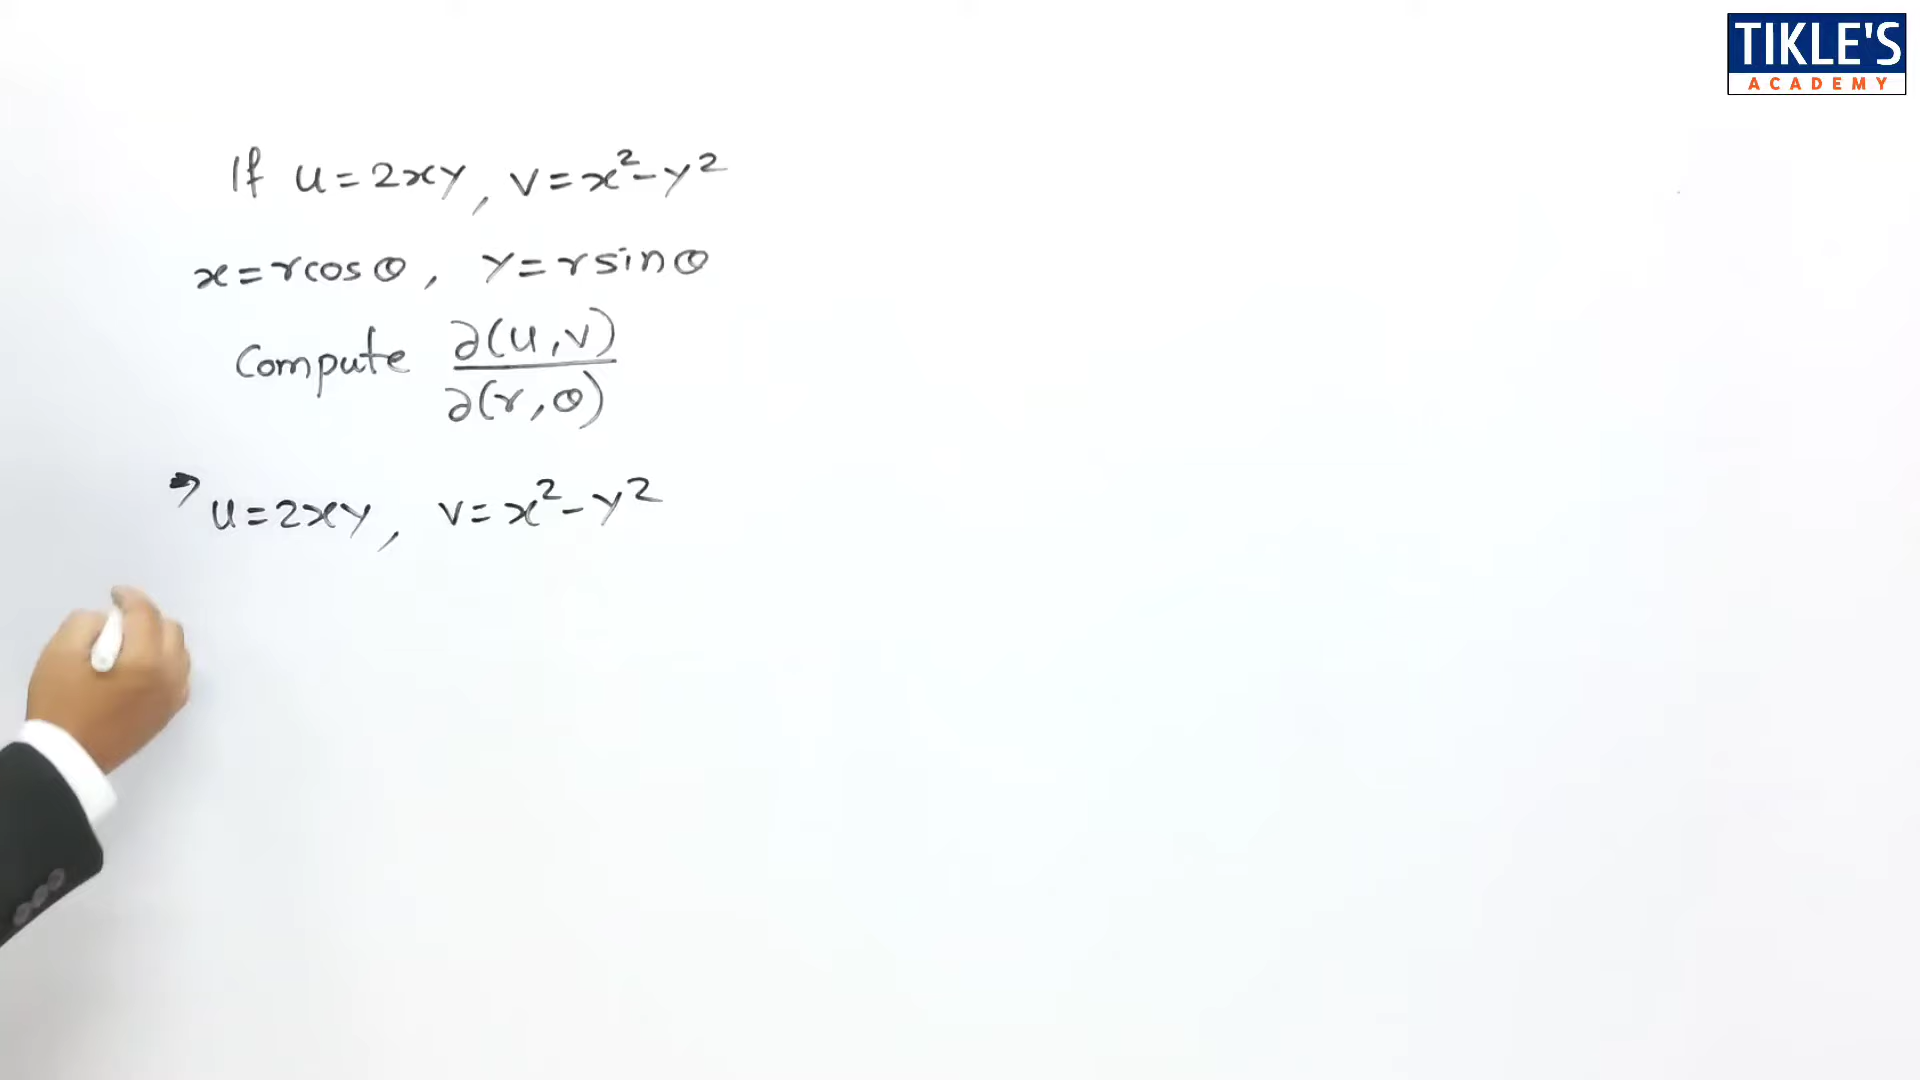 TIKLE'S
ACADEMY
If u = 2xy, v = x² - y²
x = r cos θ, y = r sin θ
Compute ∂(u, v) / ∂(r, θ)
⇒ u = 2xy, v = x² - y²